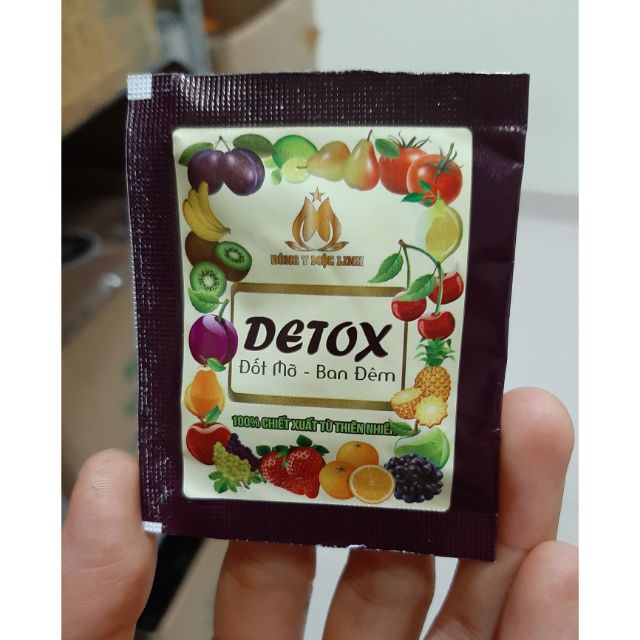 ĐÔNG Y MỘC LINH
DETOX
Đốt Mỡ - Ban Đêm
100% CHIẾT XUẤT TỪ THIÊN NHIÊN